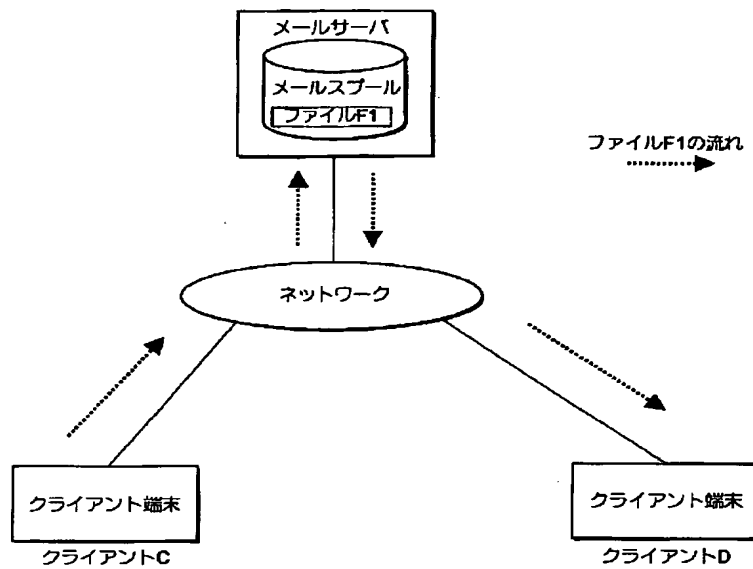 メールサーバ
メールスプール
ファイルF1
ファイルF1の流れ
ネットワーク
クライアント端末
クライアントC
クライアント端末
クライアントD